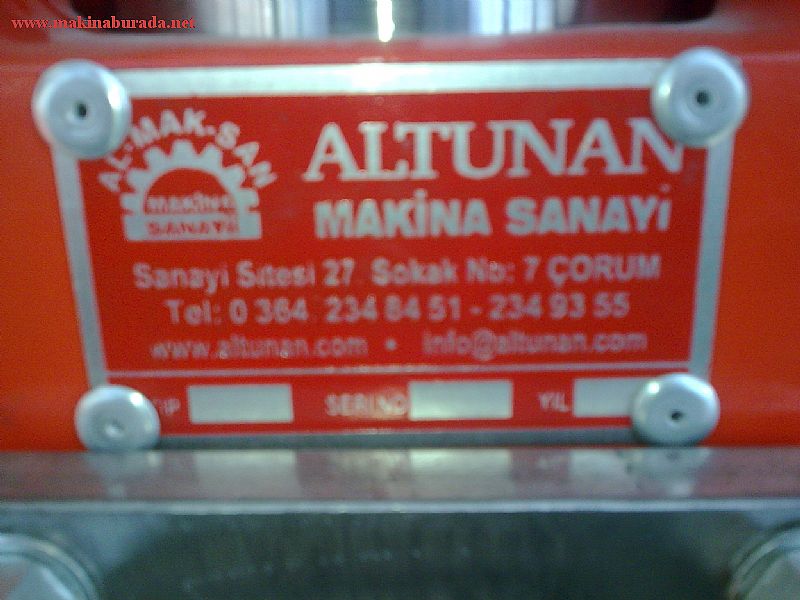 www.makinaburada.net
AL-MAK-SAN
MAKİNA
SANAYİ
ALTUNAN
MAKİNA SANAYİ
Sanayi Sitesi 27. Sokak No: 7 ÇORUM
Tel: 0 364 234 84 51 - 234 93 55
www.altunan.com • info@altunan.com
TİP
SERİ NO
YIL